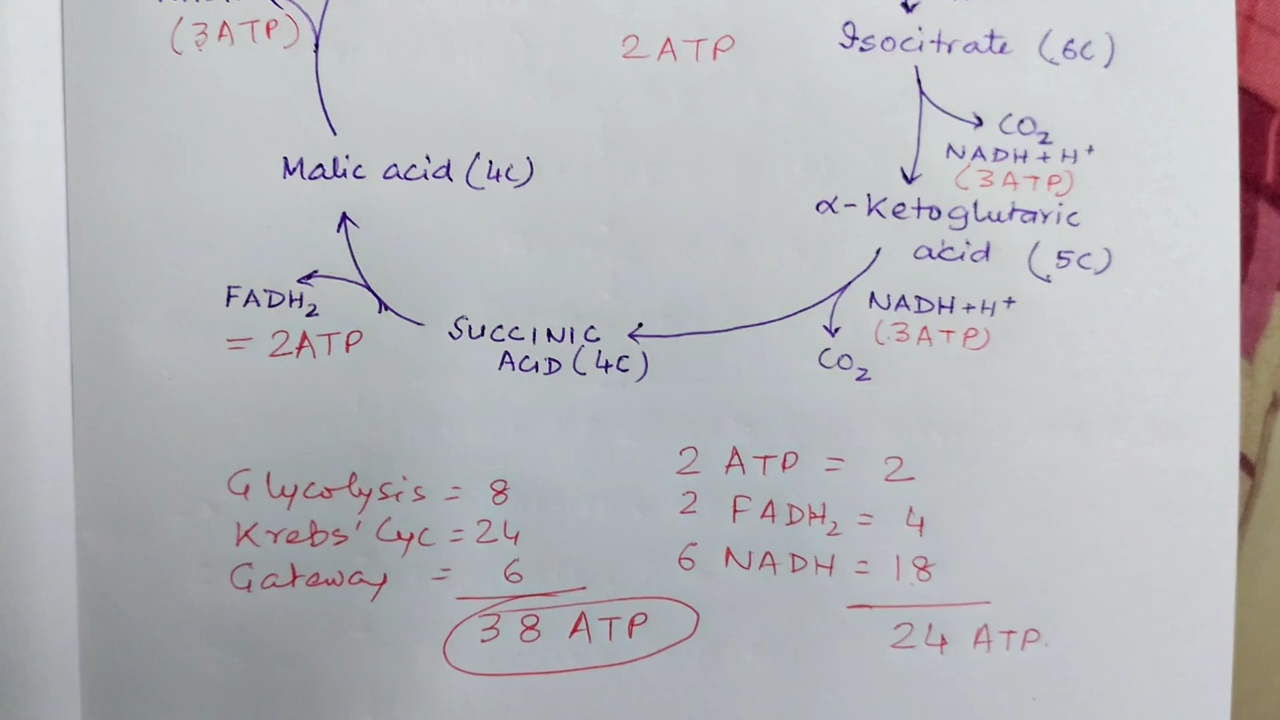 (3ATP)
2 ATP
Isocitrate (6C)
CO₂
NADH + H⁺
(3ATP)
Malic acid (4C)
α-Ketoglutaric
acid (5C)
FADH₂
= 2ATP
NADH+H⁺
(3ATP)
CO₂
SUCCINIC
ACID (4C)
Glycolysis = 8
Krebs' Cyc = 24
Gateway = 6
38 ATP
2 ATP = 2
2 FADH₂ = 4
6 NADH = 18
24 ATP.